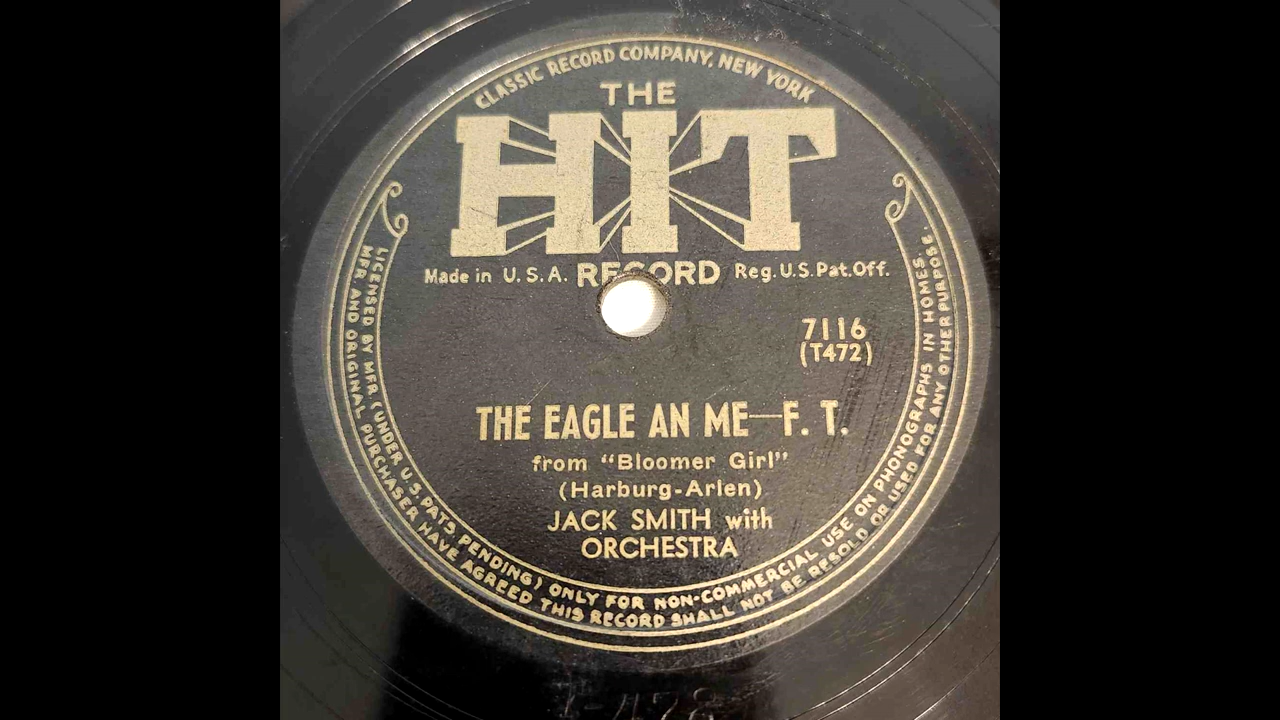 CLASSIC RECORD COMPANY, NEW YORK
THE
HIT
Made in U.S.A. RECORD Reg. U.S. Pat. Off.
7116
(T472)
THE EAGLE AN ME—F. T.
from "Bloomer Girl"
(Harburg-Arlen)
JACK SMITH with
ORCHESTRA
LICENSED BY MFR. (UNDER U.S. PATS. PENDING) ONLY FOR NON-COMMERCIAL USE ON PHONOGRAPHS IN HOMES.
MFR. AND ORIGINAL PURCHASER HAVE AGREED THIS RECORD SHALL NOT BE RESOLD OR USED FOR ANY OTHER PURPOSE.